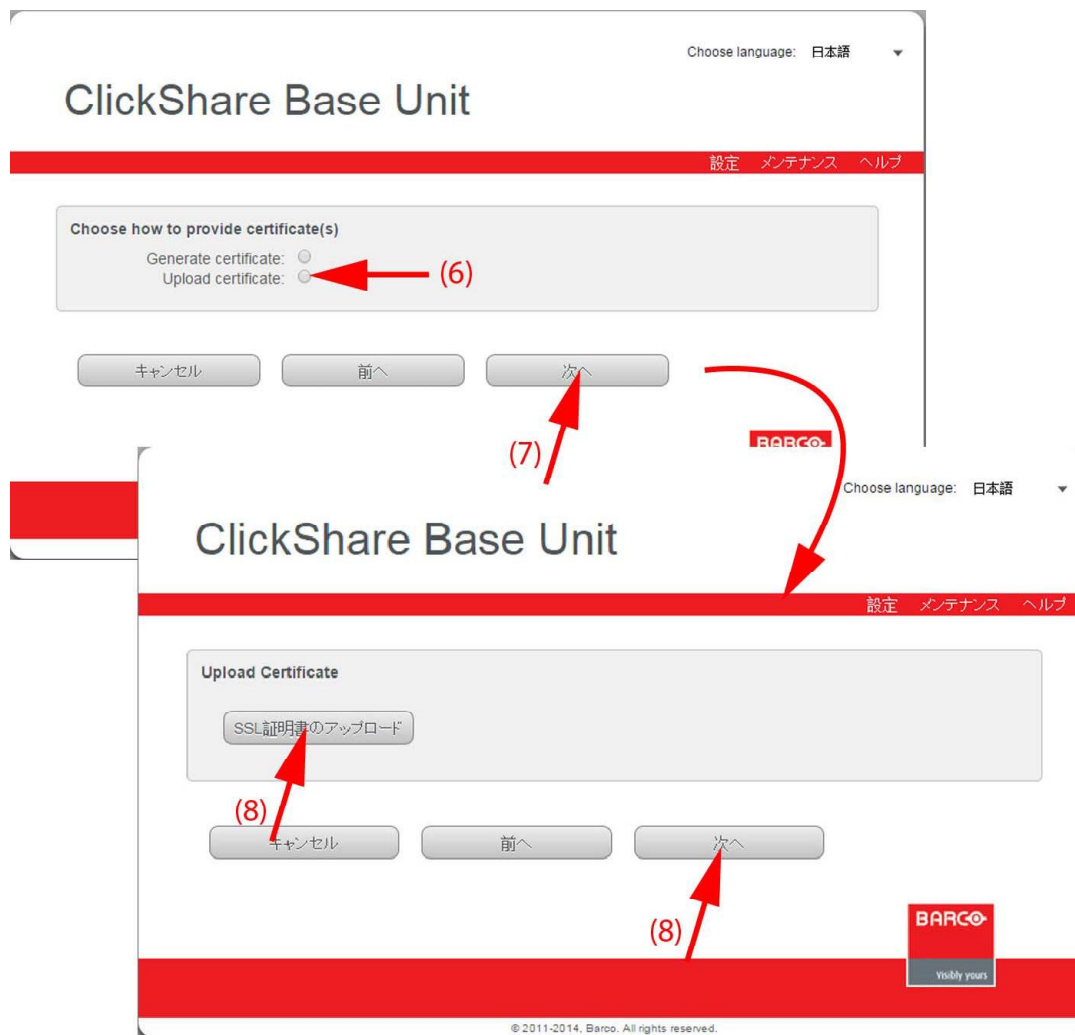 Choose language: 日本語
ClickShare Base Unit
設定 メンテナンス ヘルプ
Choose how to provide certificate(s)
Generate certificate:
Upload certificate:
(6)
キャンセル 前へ 次へ
(7)
BARCO
Choose language: 日本語
ClickShare Base Unit
設定 メンテナンス ヘルプ
Upload Certificate
SSL証明書のアップロード
(8)
キャンセル 前へ 次へ
(8)
BARCO
Visibly yours
© 2011-2014, Barco. All rights reserved.